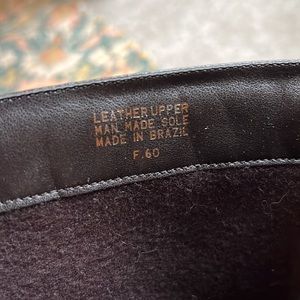 LEATHER UPPER
MAN MADE SOLE
MADE IN BRAZIL
F.60